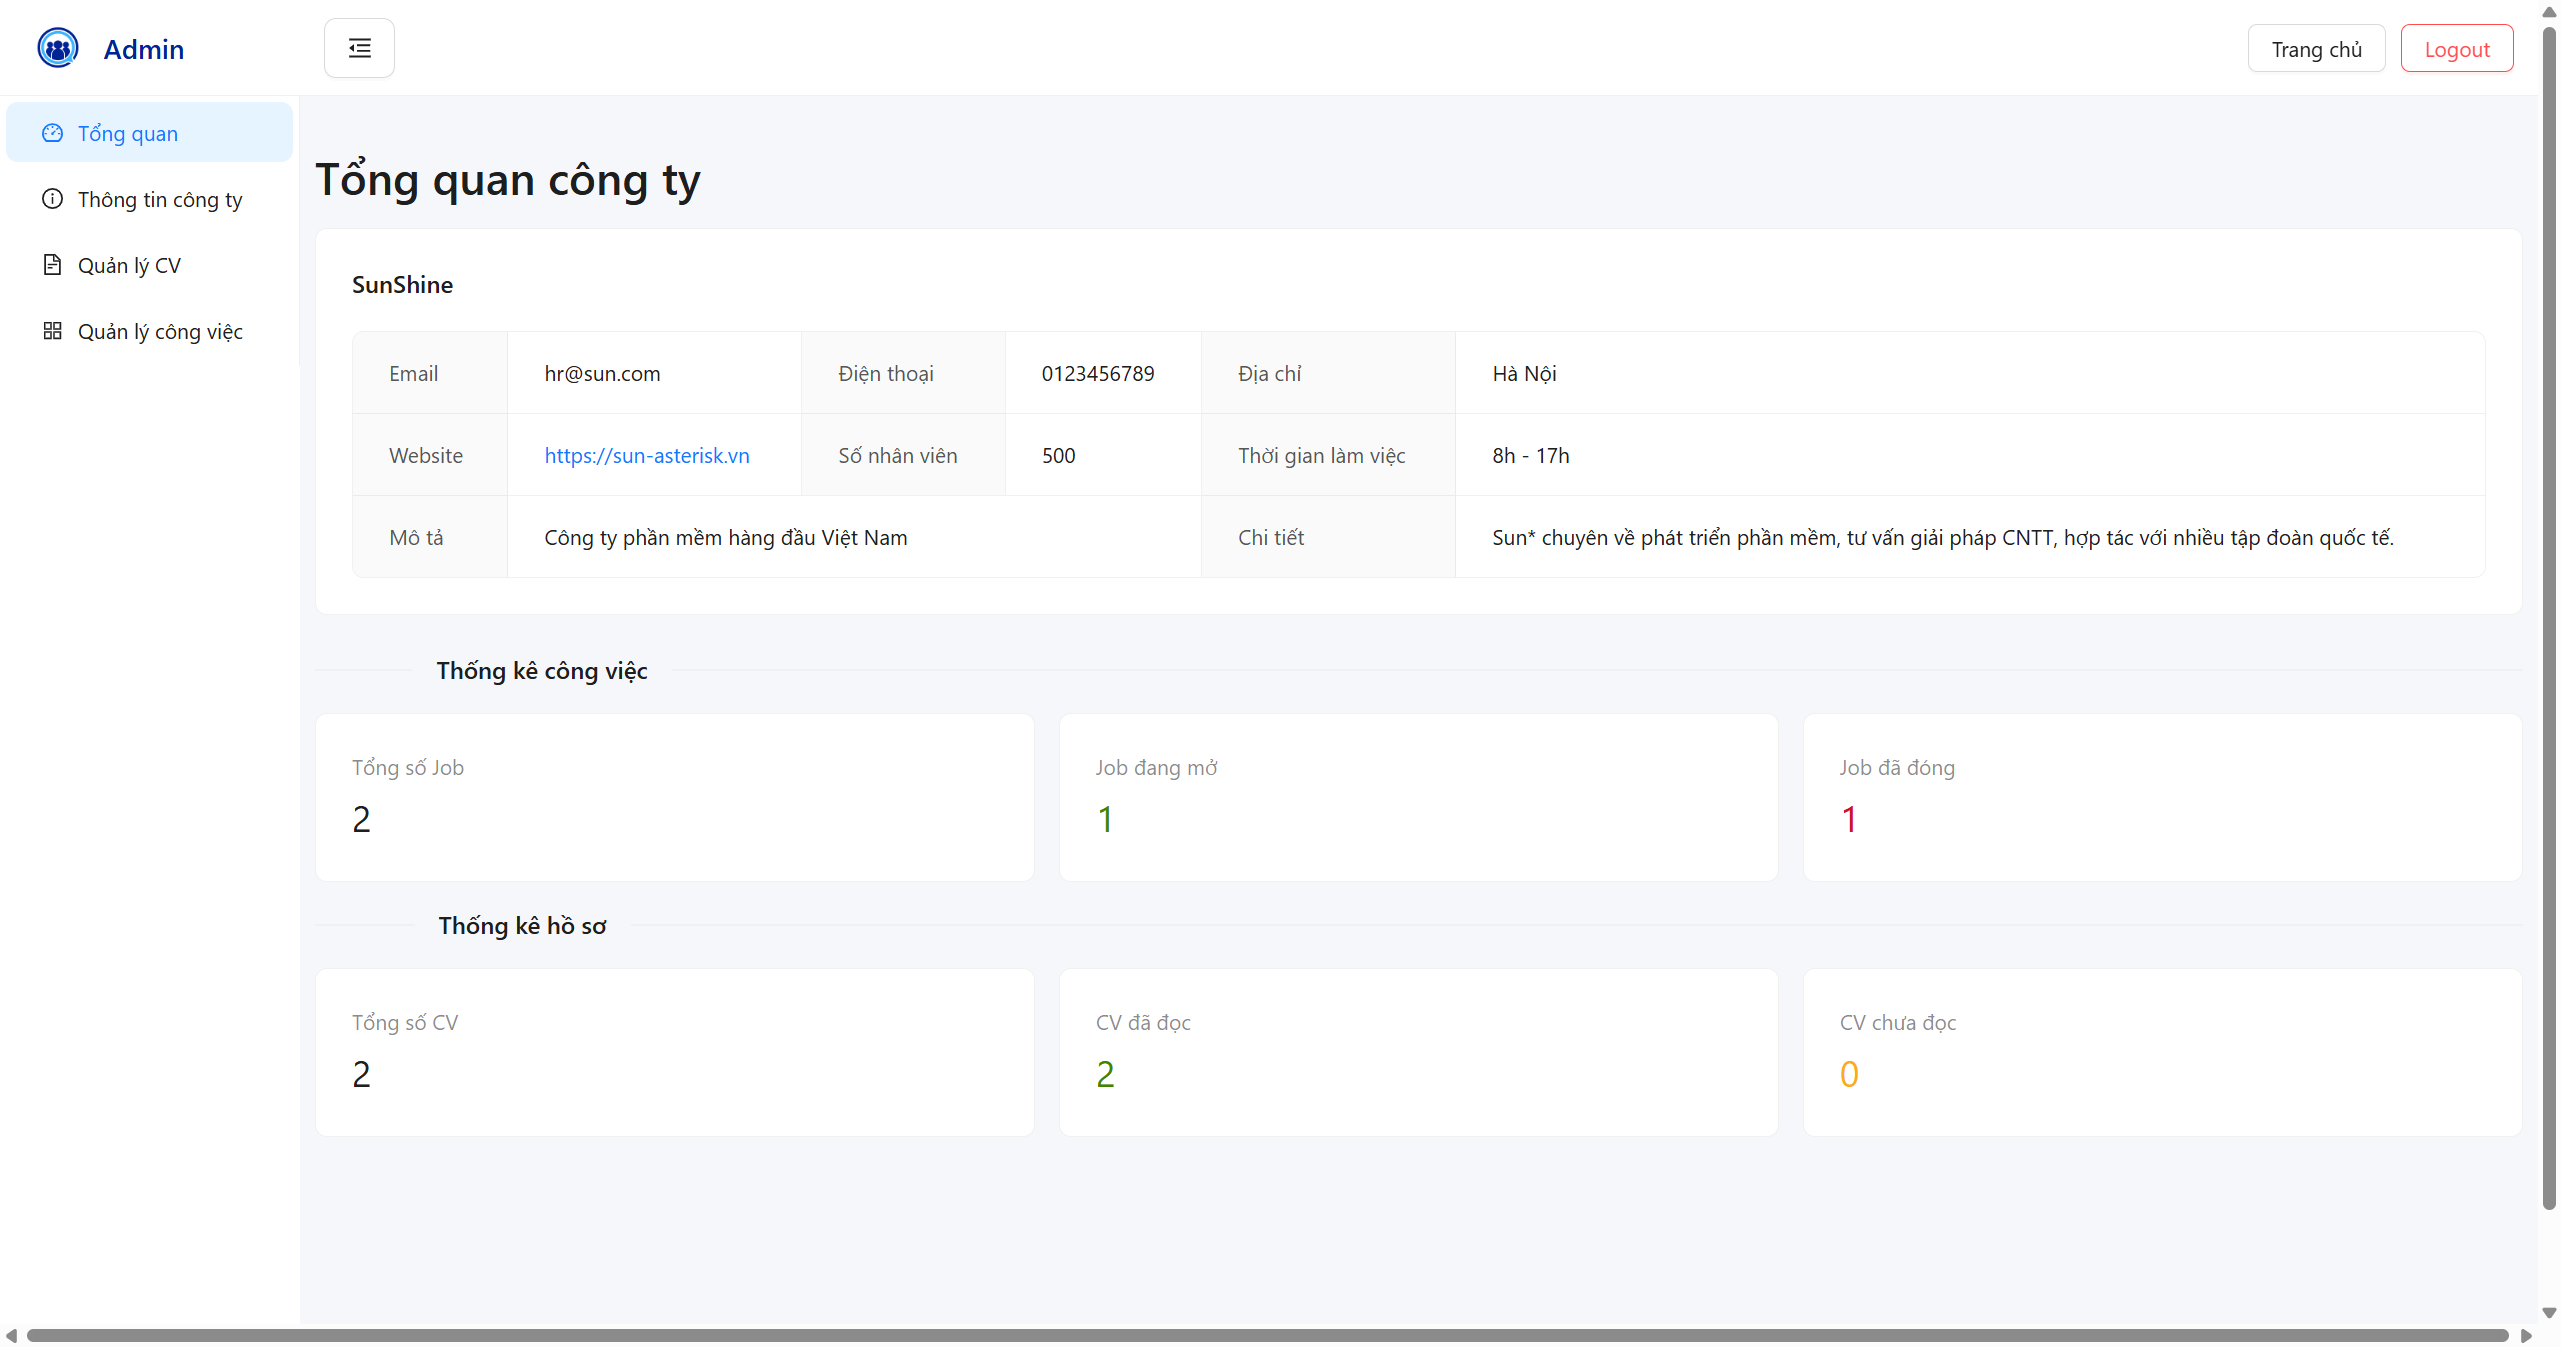 Admin
Trang chủ
Logout
Tổng quan
Thông tin công ty
Quản lý CV
Quản lý công việc
Tổng quan công ty
SunShine
Email hr@sun.com Điện thoại 0123456789 Địa chỉ Hà Nội
Website https://sun-asterisk.vn Số nhân viên 500 Thời gian làm việc 8h - 17h
Mô tả Công ty phần mềm hàng đầu Việt Nam Chi tiết Sun* chuyên về phát triển phần mềm, tư vấn giải pháp CNTT, hợp tác với nhiều tập đoàn quốc tế.
Thống kê công việc
Tổng số Job
2
Job đang mở
1
Job đã đóng
1
Thống kê hồ sơ
Tổng số CV
2
CV đã đọc
2
CV chưa đọc
0